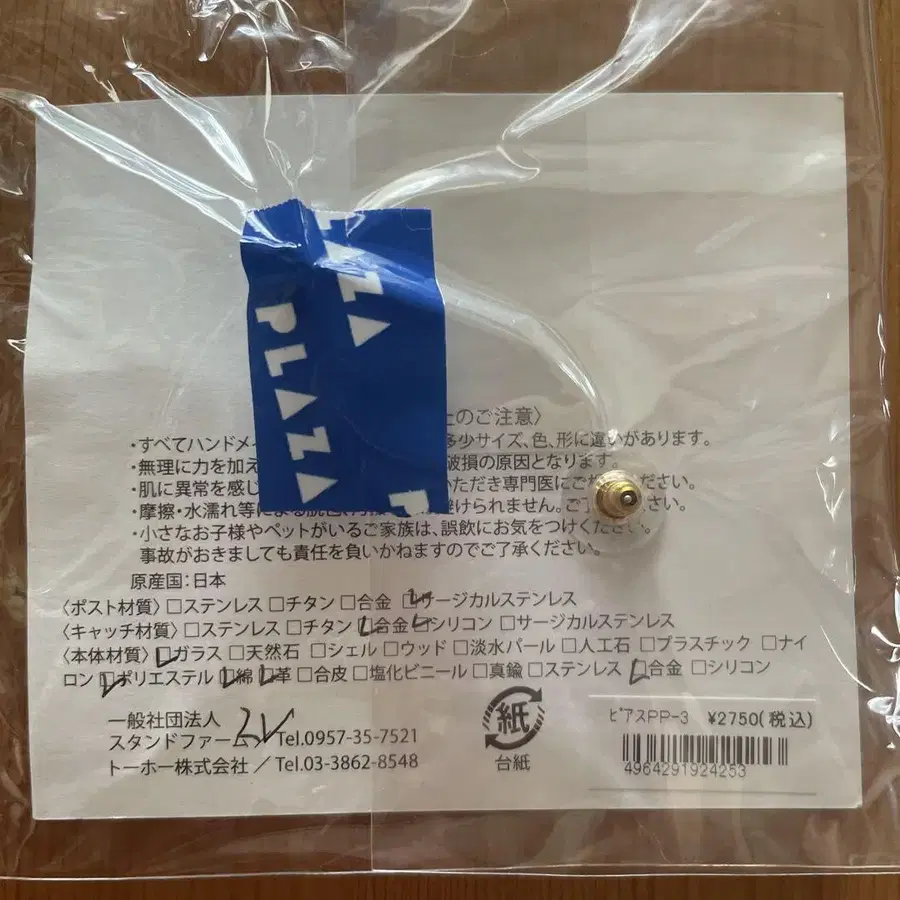 PLAZA
ZA
P
上のご注意〉
・すべてハンドメイ 多少サイズ、色、形に違いがあります。
・無理に力を加え 破損の原因となります。
・肌に異常を感じ いただき専門医にご せください。
・摩擦・水濡れ等による 避けられません。ご
・小さなお子様やペットがいるご家族は、誤飲にお気をつけください。
事故がおきましても責任を負いかねますのでご了承ください。
原産国：日本
〈ポスト材質〉□ステンレス □チタン □合金 □サージカルステンレス
〈キャッチ材質〉□ステンレス □チタン □合金 □シリコン □サージカルステンレス
〈本体材質〉□ガラス □天然石 □シェル □ウッド □淡水パール □人工石 □プラスチック □ナイ
ロン □ポリエステル □綿 □革 □合皮 □塩化ビニール □真鍮 □ステンレス □合金 □シリコン
一般社団法人
スタンドファーム／Tel.0957-35-7521
トーホー株式会社／Tel.03-3862-8548
紙
台紙
ピアスPP-3 ¥2750(税込)
4964291924253